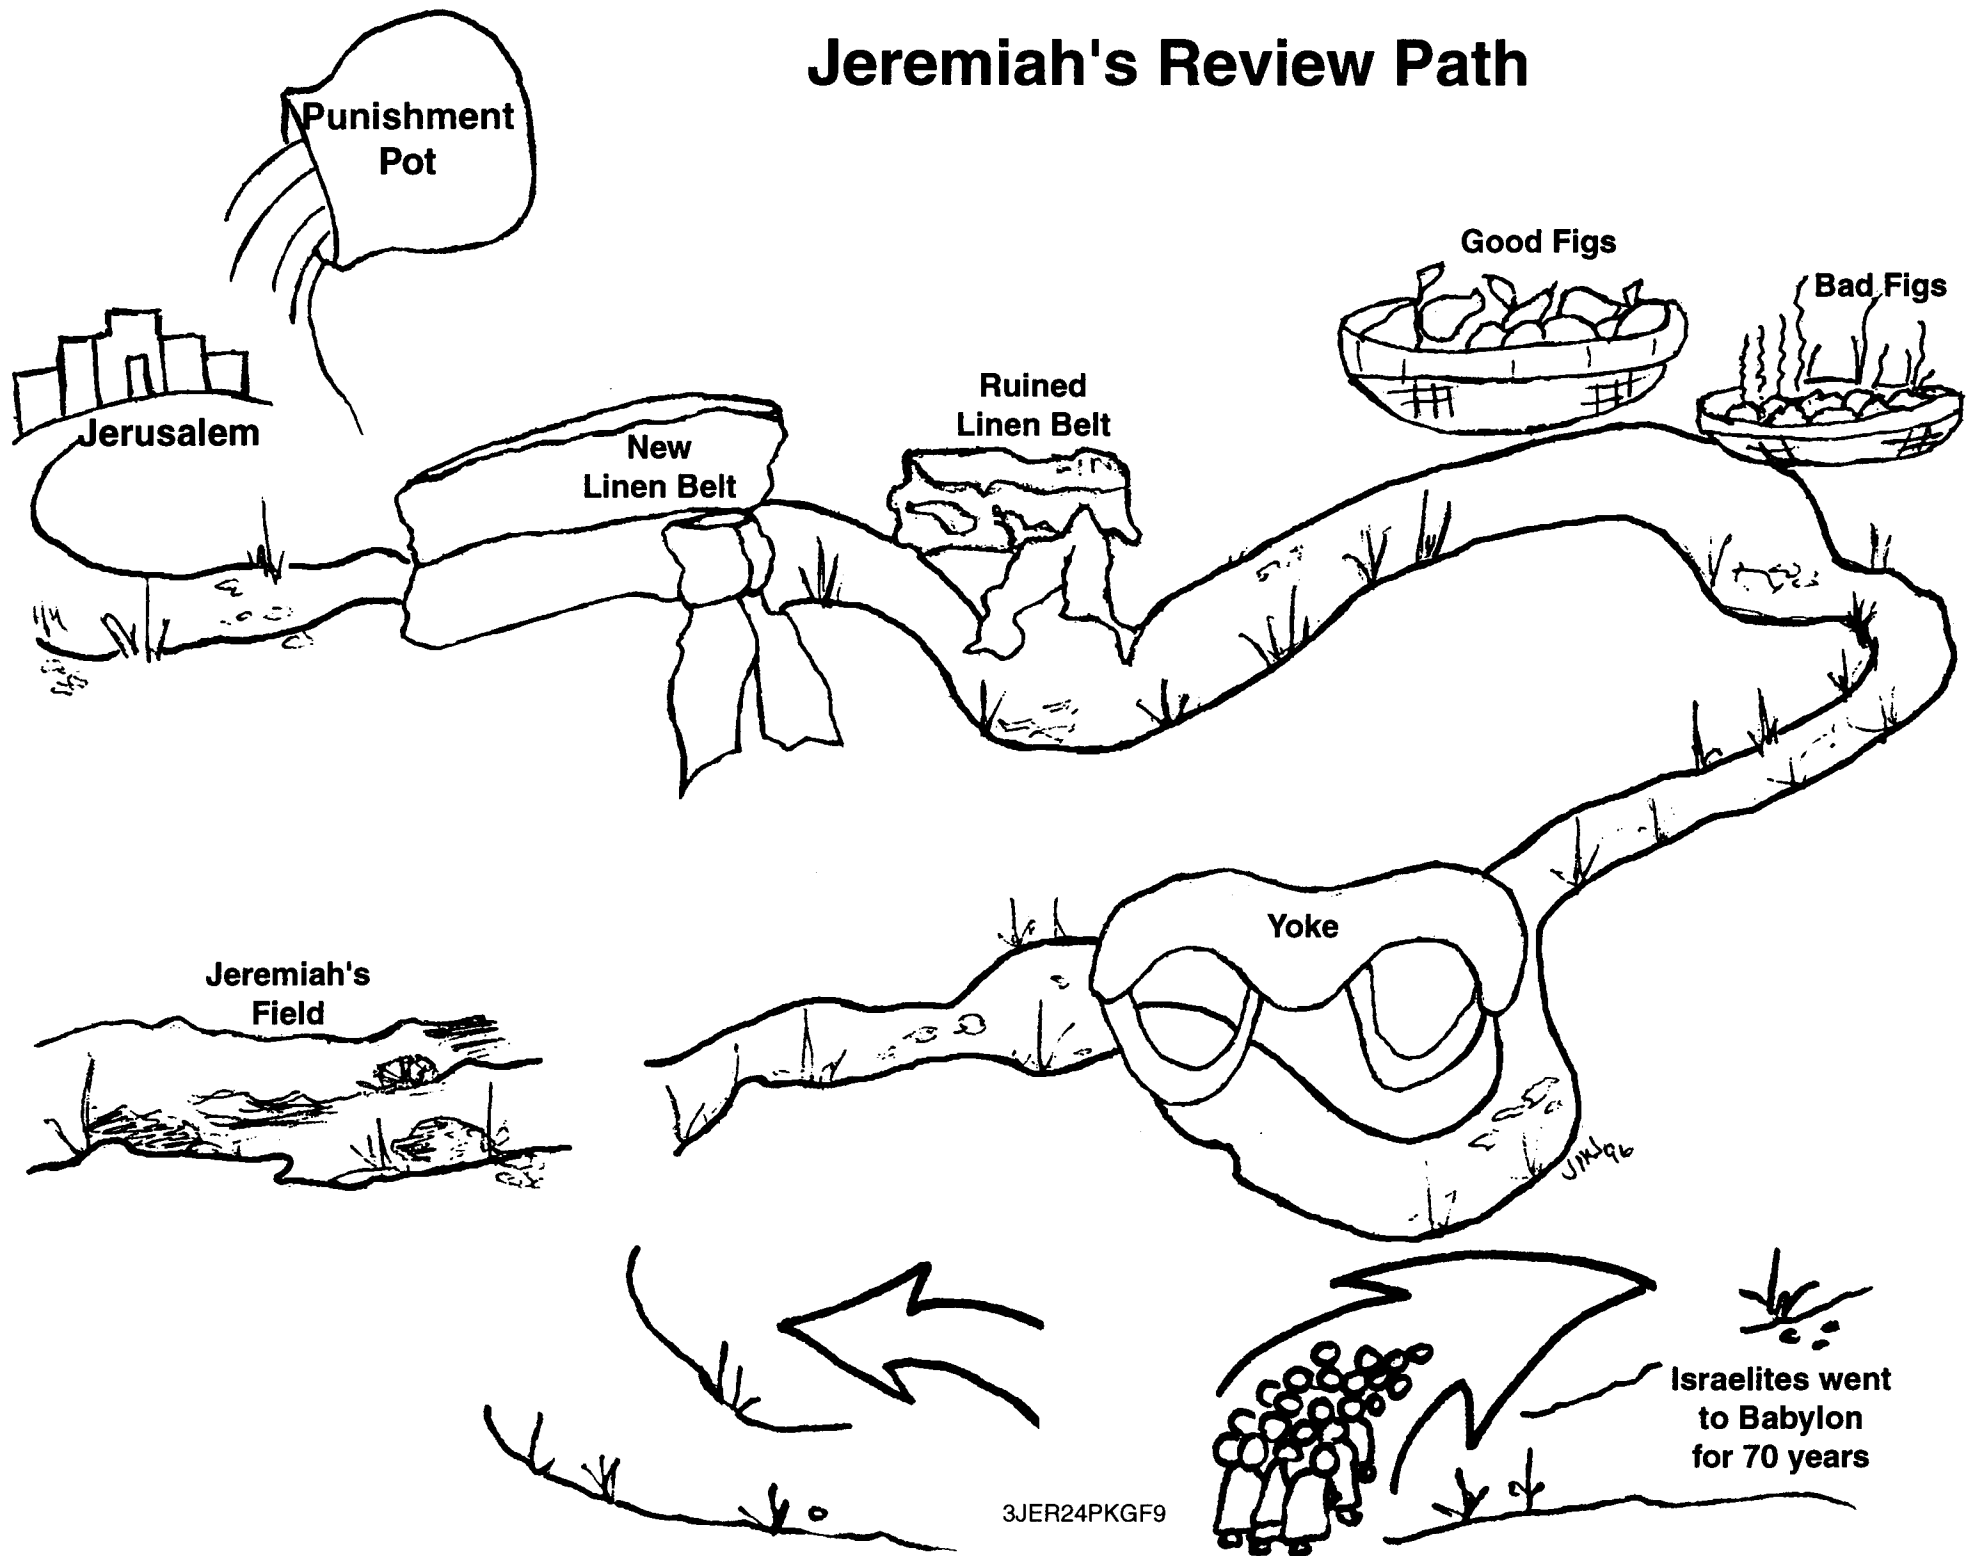 Jeremiah's Review Path
Punishment
Pot
Good Figs
Bad Figs
Jerusalem
New
Linen Belt
Ruined
Linen Belt
Yoke
Jeremiah's
Field
Israelites went
to Babylon
for 70 years
3JER24PKGF9